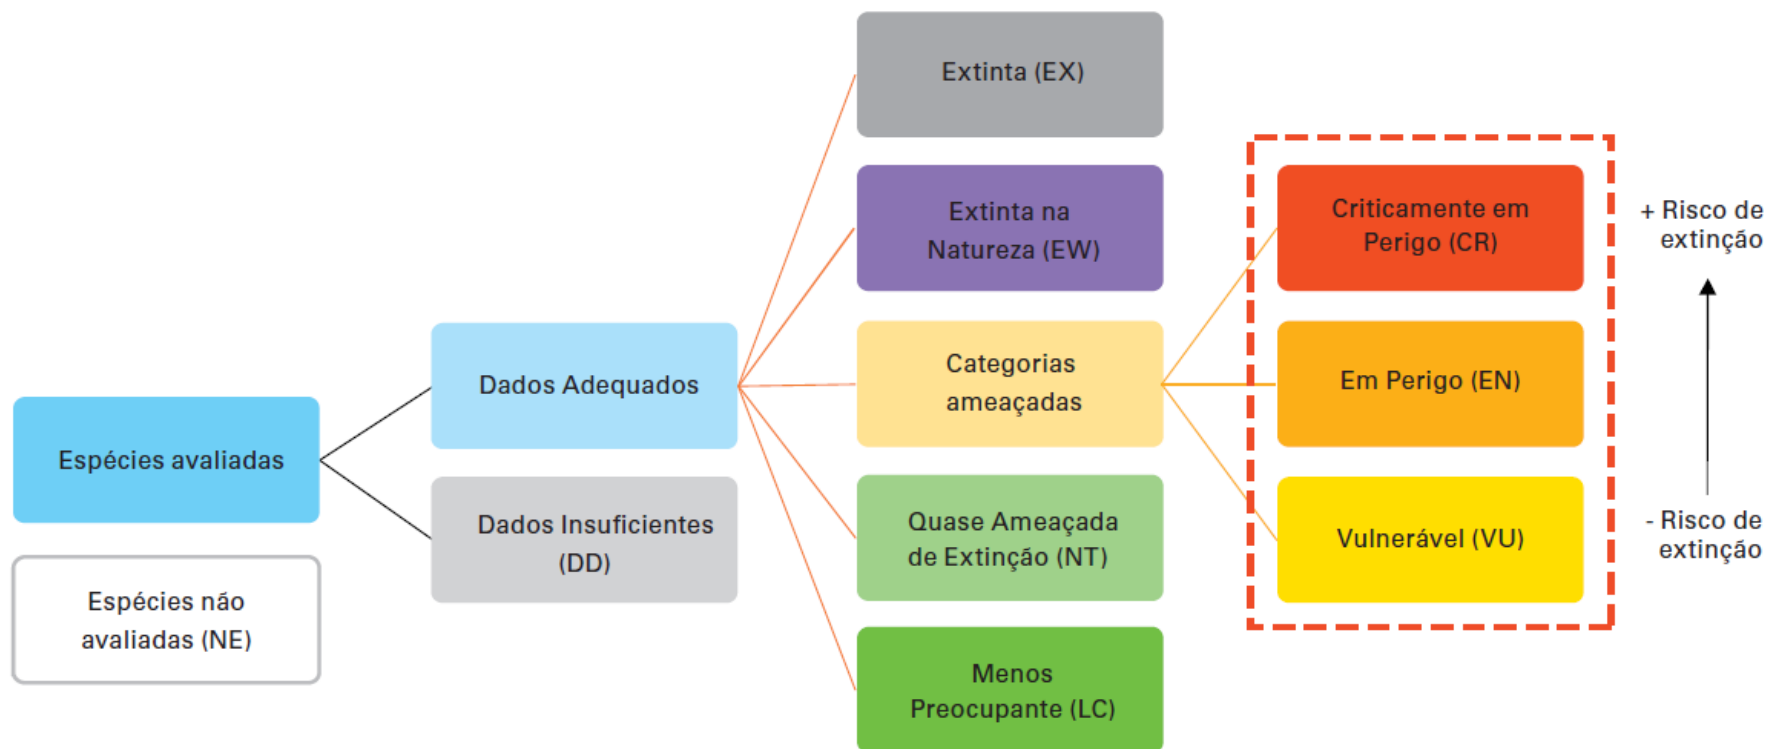 Espécies avaliadas
Espécies não
avaliadas (NE)
Dados Adequados
Dados Insuficientes
(DD)
Extinta (EX)
Extinta na
Natureza (EW)
Categorias
ameaçadas
Quase Ameaçada
de Extinção (NT)
Menos
Preocupante (LC)
Criticamente em
Perigo (CR)
Em Perigo (EN)
Vulnerável (VU)
+ Risco de
extinção
- Risco de
extinção